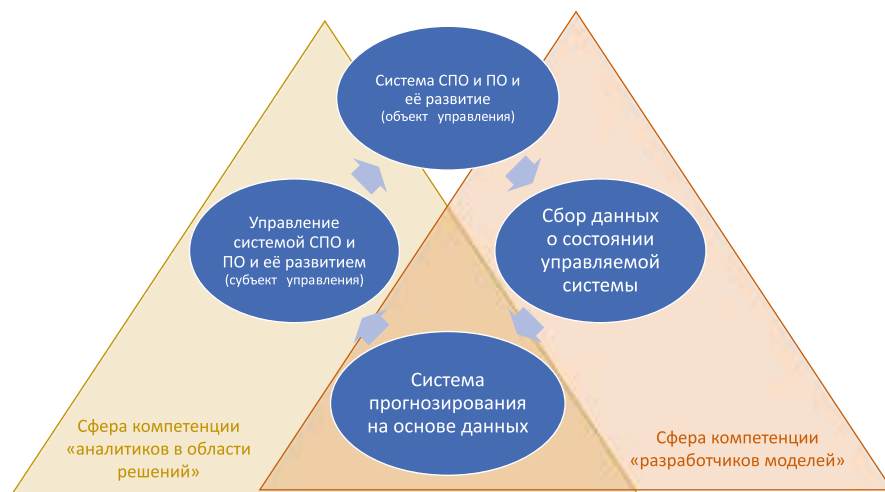 Система СПО и ПО и
её развитие
(объект управления)
Управление
системой СПО и
ПО и её развитием
(субъект управления)
Сбор данных
о состоянии
управляемой
системы
Система
прогнозирования
на основе данных
Сфера компетенции
«аналитиков в области
решений»
Сфера компетенции
«разработчиков моделей»